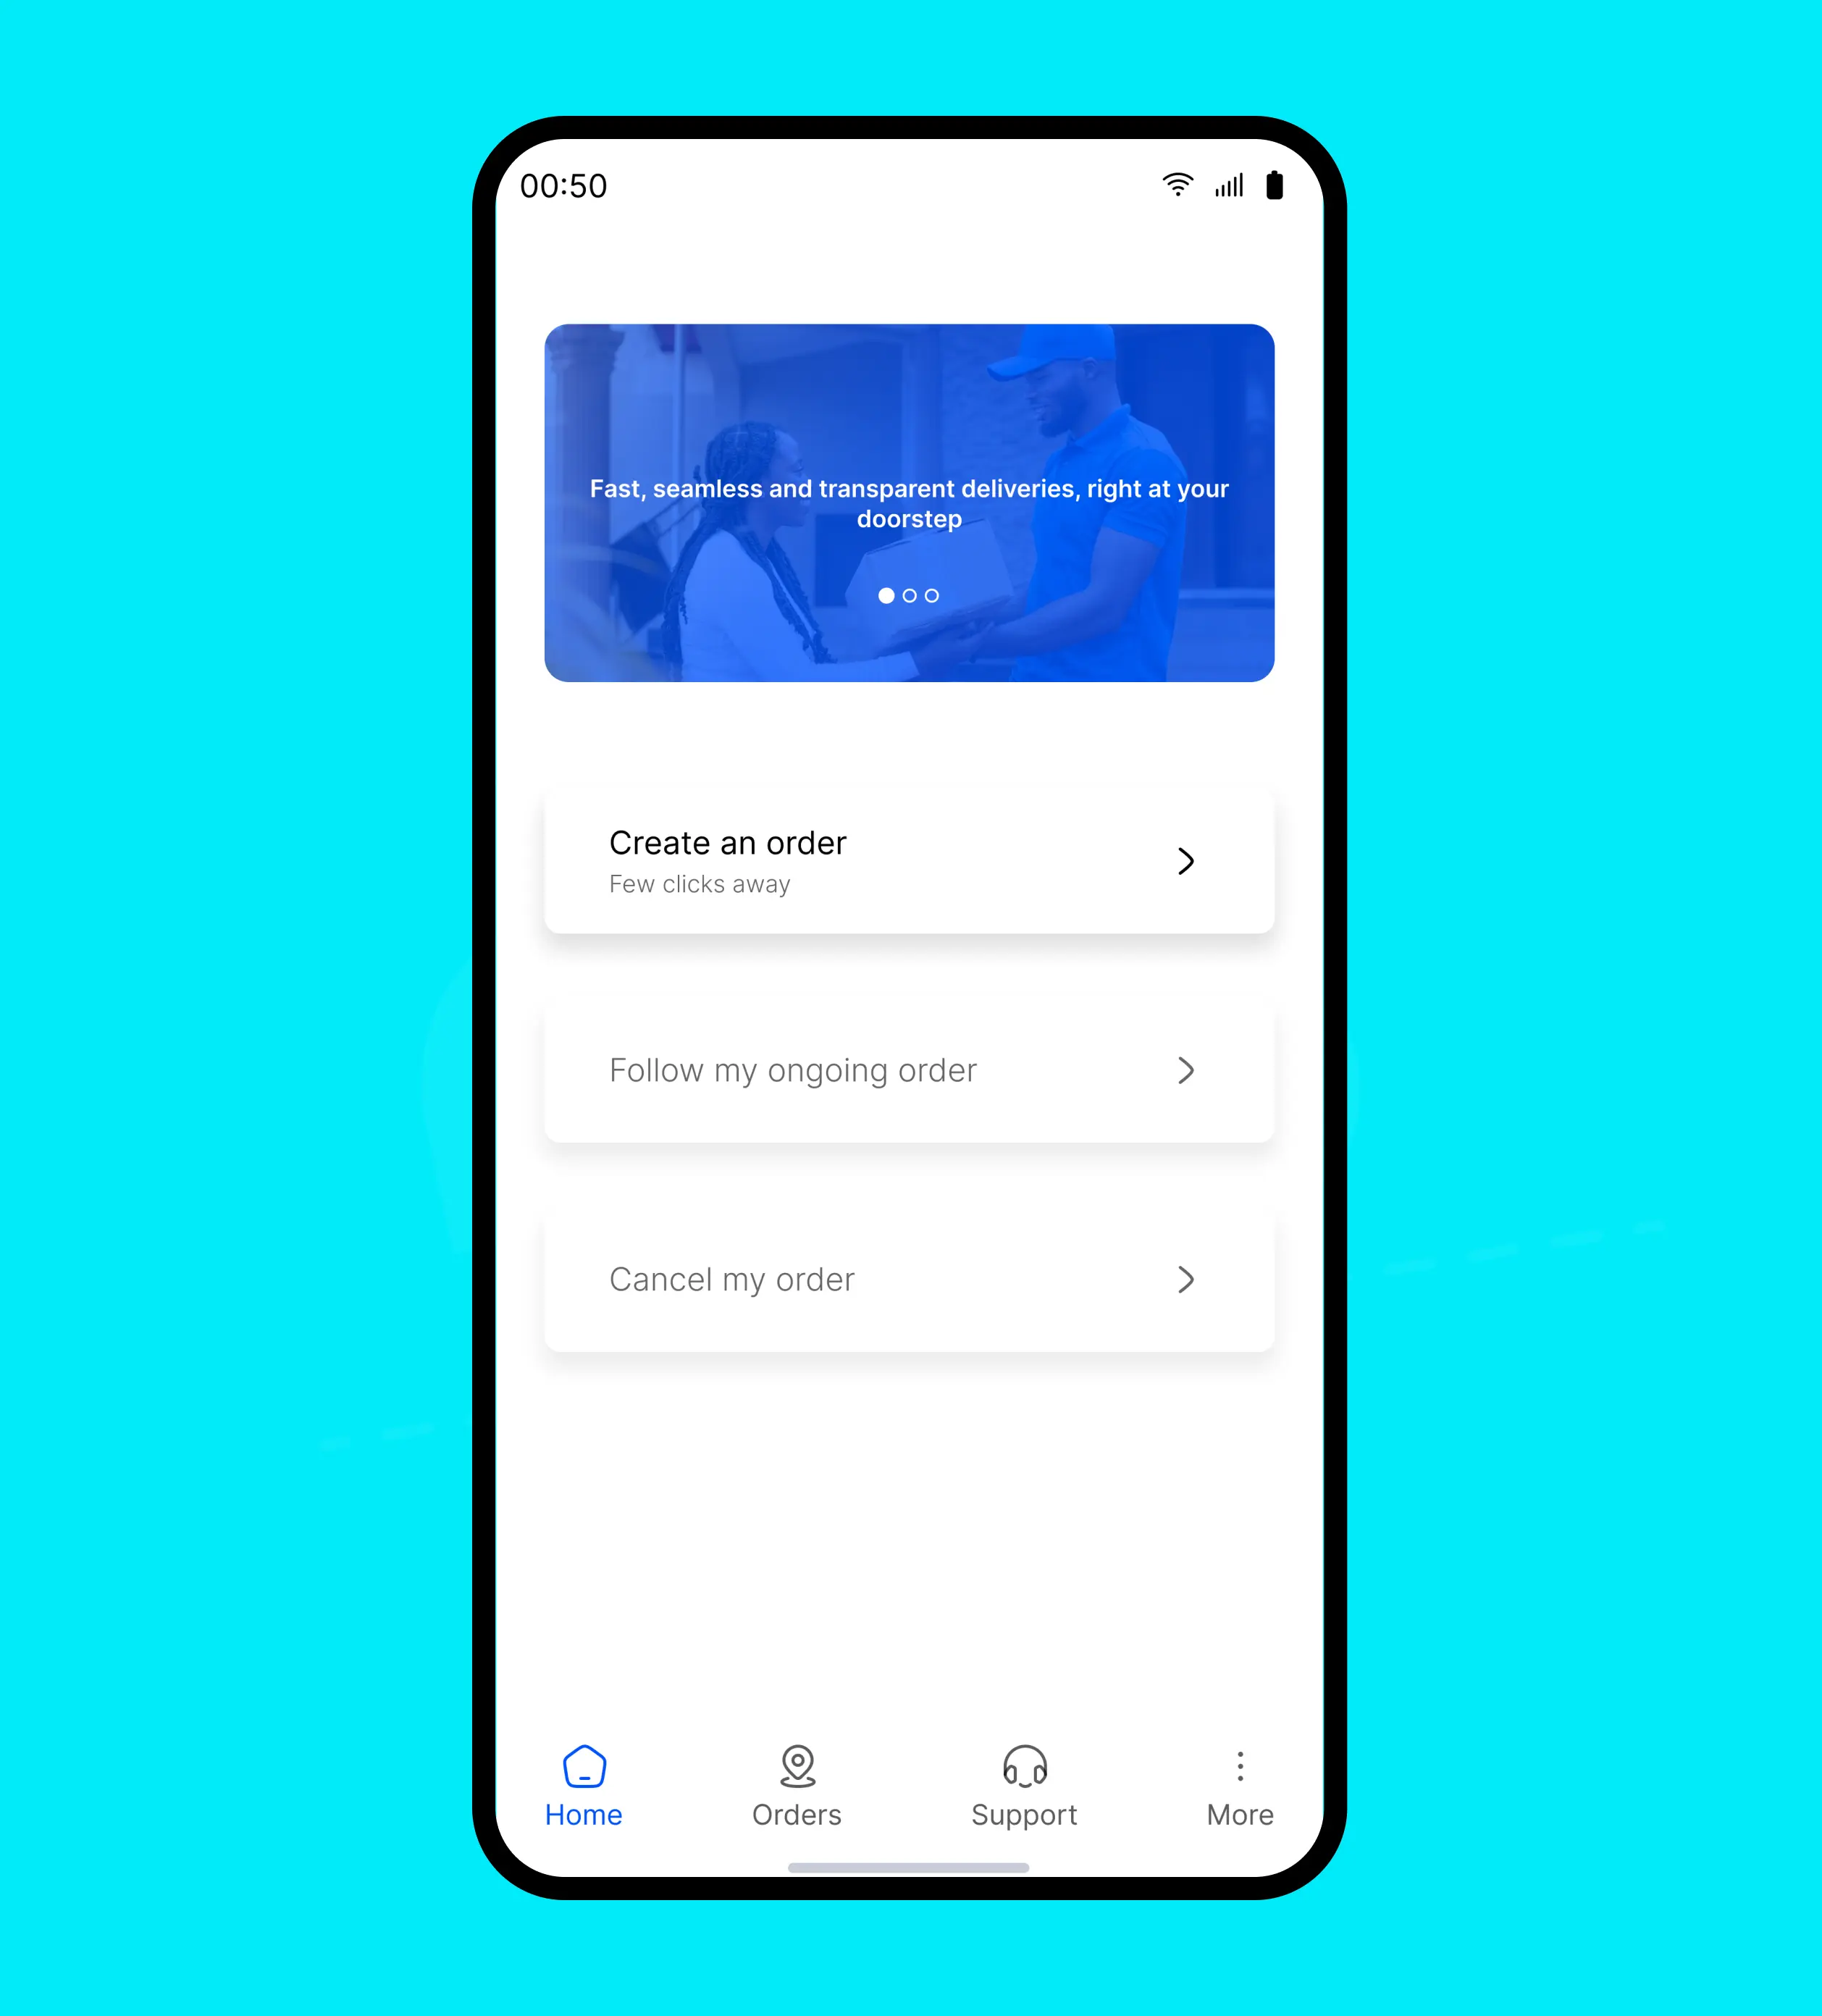 00:50
Fast, seamless and transparent deliveries, right at your
doorstep
Create an order
Few clicks away
Follow my ongoing order
Cancel my order
Home
Orders
Support
More